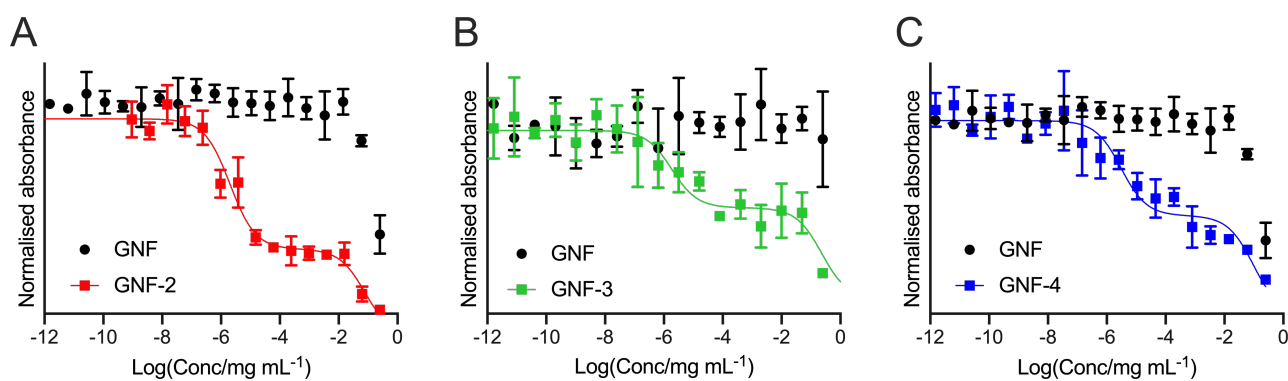 A
Normalised absorbance
GNF
GNF-2
-12 -10 -8 -6 -4 -2 0
Log(Conc/mg mL-1)
B
Normalised absorbance
GNF
GNF-3
-12 -10 -8 -6 -4 -2 0
Log(Conc/mg mL-1)
C
Normalised absorbance
GNF
GNF-4
-12 -10 -8 -6 -4 -2 0
Log(Conc/mg mL-1)